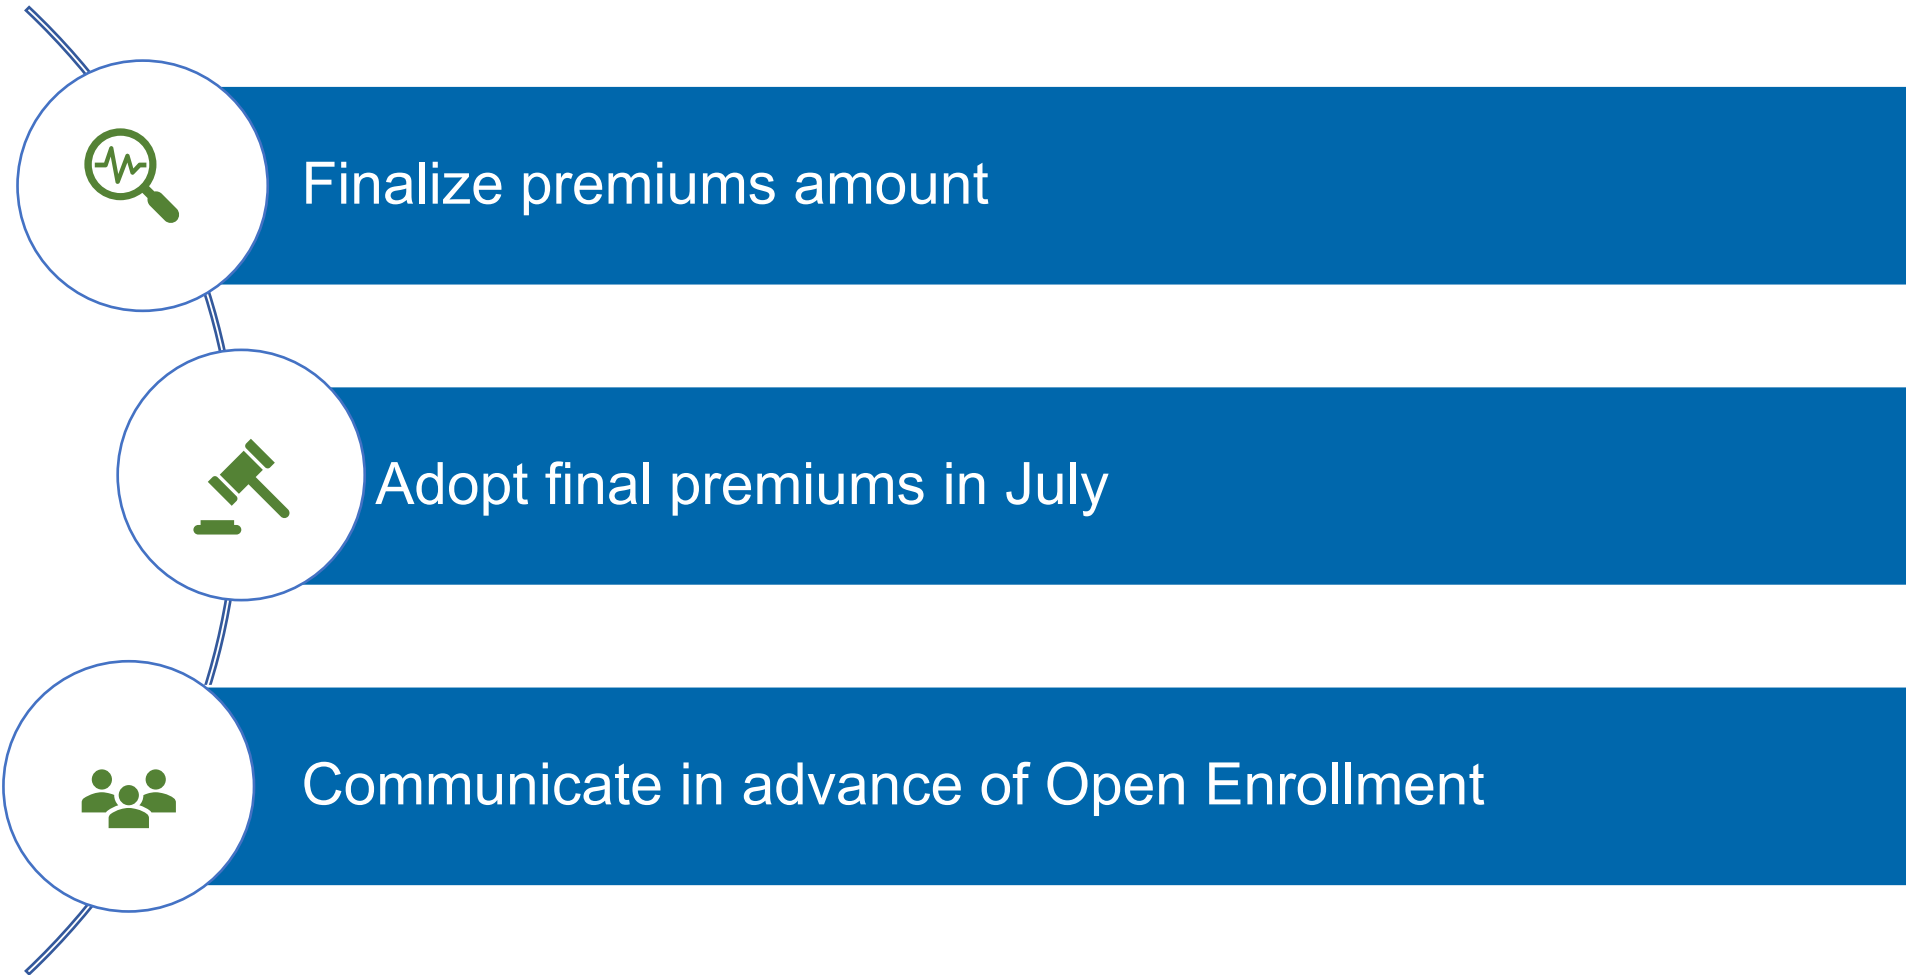 Finalize premiums amount
Adopt final premiums in July
Communicate in advance of Open Enrollment